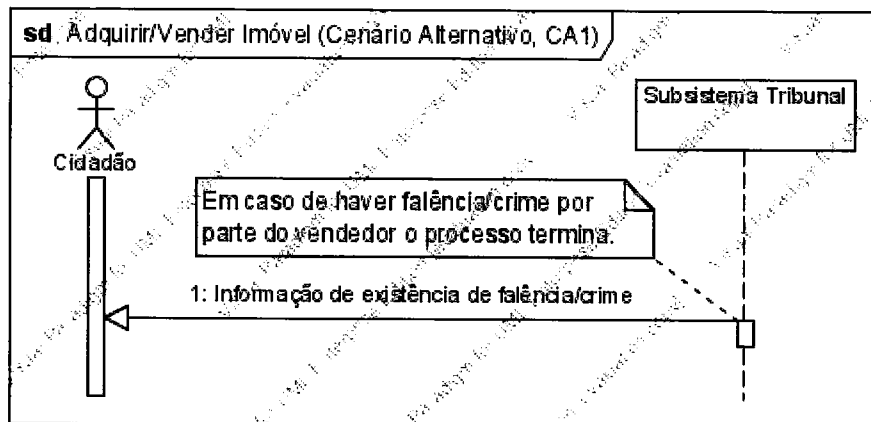 sd Adquirir/Vender Imóvel (Cenário Alternativo, CA1)
Subsistema Tribunal
Cidadão
Em caso de haver falência/crime por
parte do vendedor o processo termina.
1: Informação de existência de falência/crime